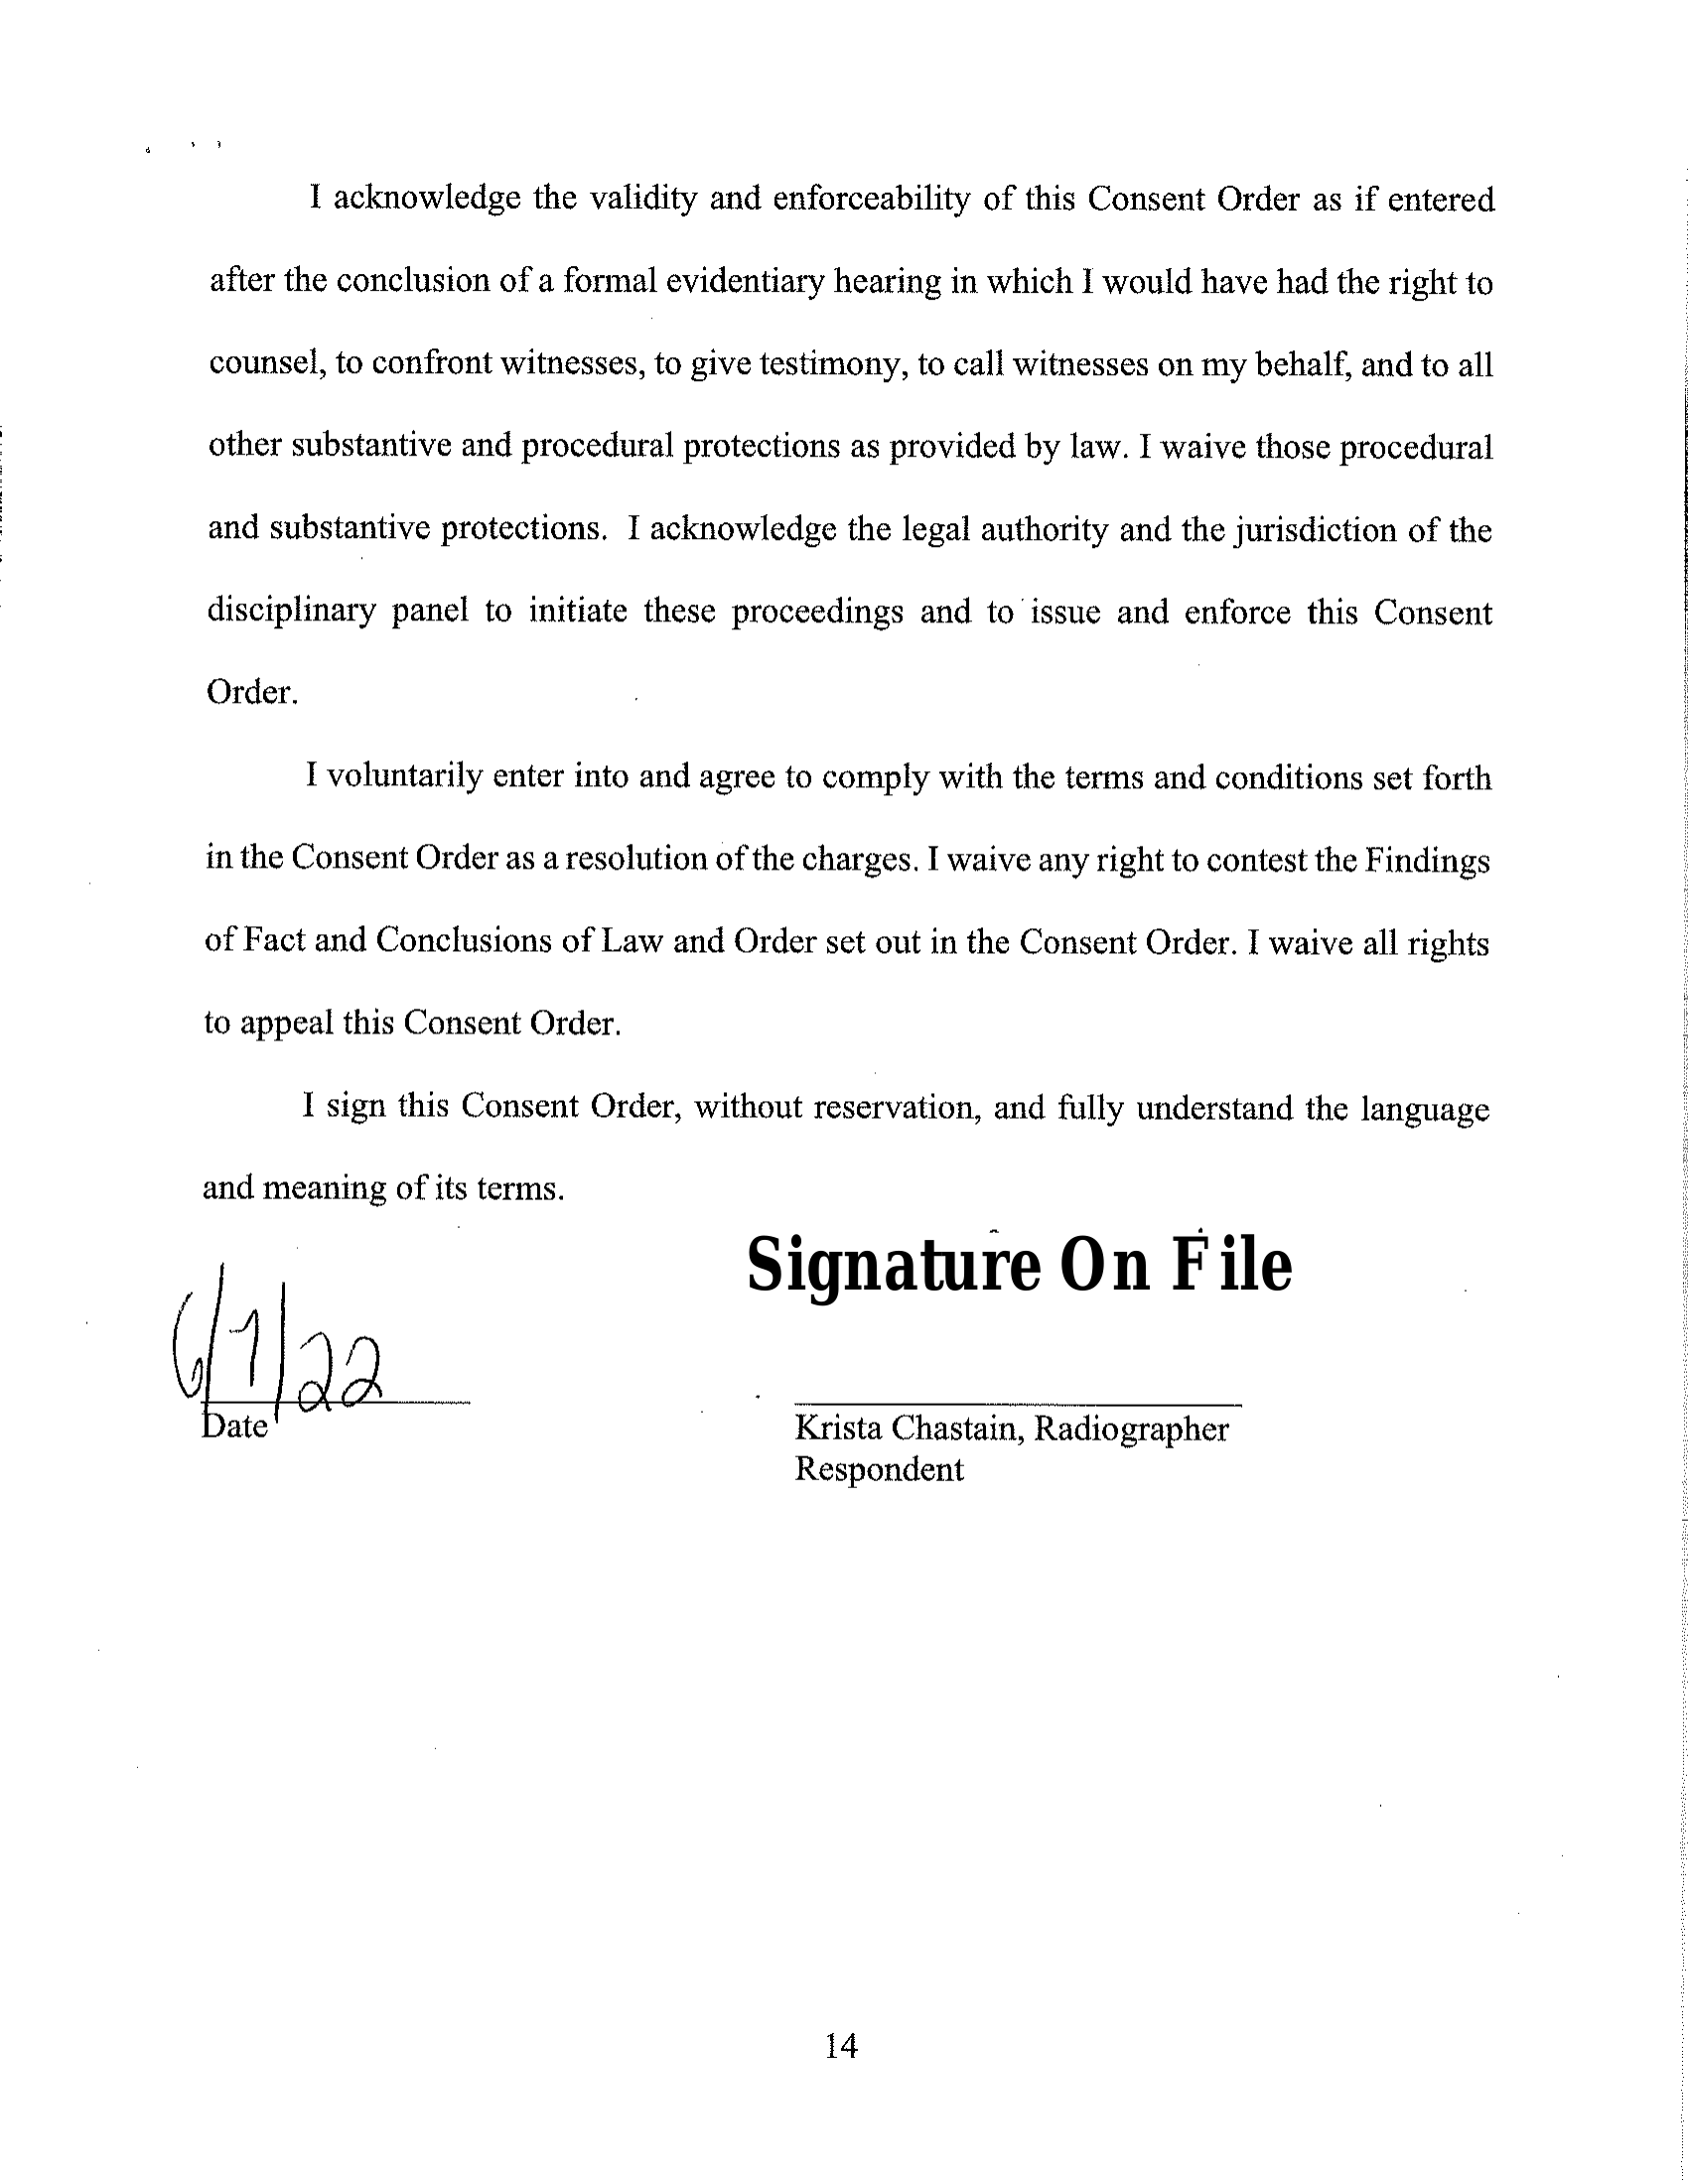 I acknowledge the validity and enforceability of this Consent Order as if entered
after the conclusion of a formal evidentiary hearing in which I would have had the right to
counsel, to confront witnesses, to give testimony, to call witnesses on my behalf, and to all
other substantive and procedural protections as provided by law. I waive those procedural
and substantive protections. I acknowledge the legal authority and the jurisdiction of the
disciplinary panel to initiate these proceedings and to issue and enforce this Consent
Order.
I voluntarily enter into and agree to comply with the terms and conditions set forth
in the Consent Order as a resolution of the charges. I waive any right to contest the Findings
of Fact and Conclusions of Law and Order set out in the Consent Order. I waive all rights
to appeal this Consent Order.
I sign this Consent Order, without reservation, and fully understand the language
and meaning of its terms.
Signature On File
6/7/22
Date
Krista Chastain, Radiographer
Respondent
14